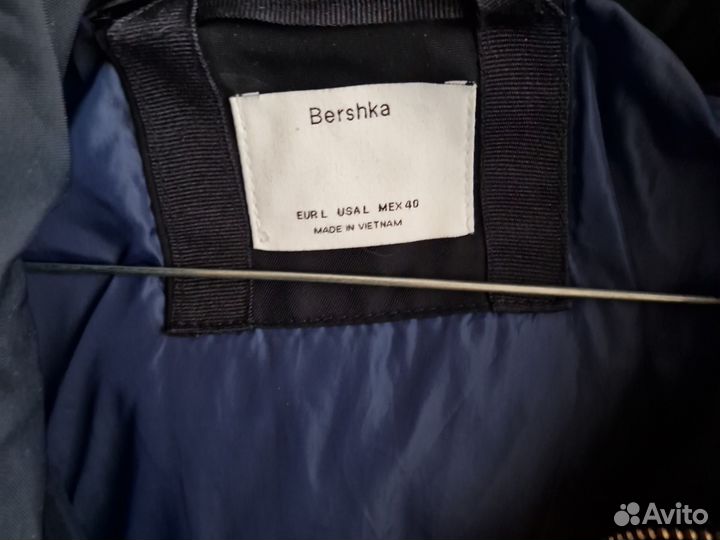 Bershka
EUR L USA L MEX 40
MADE IN VIETNAM
Avito